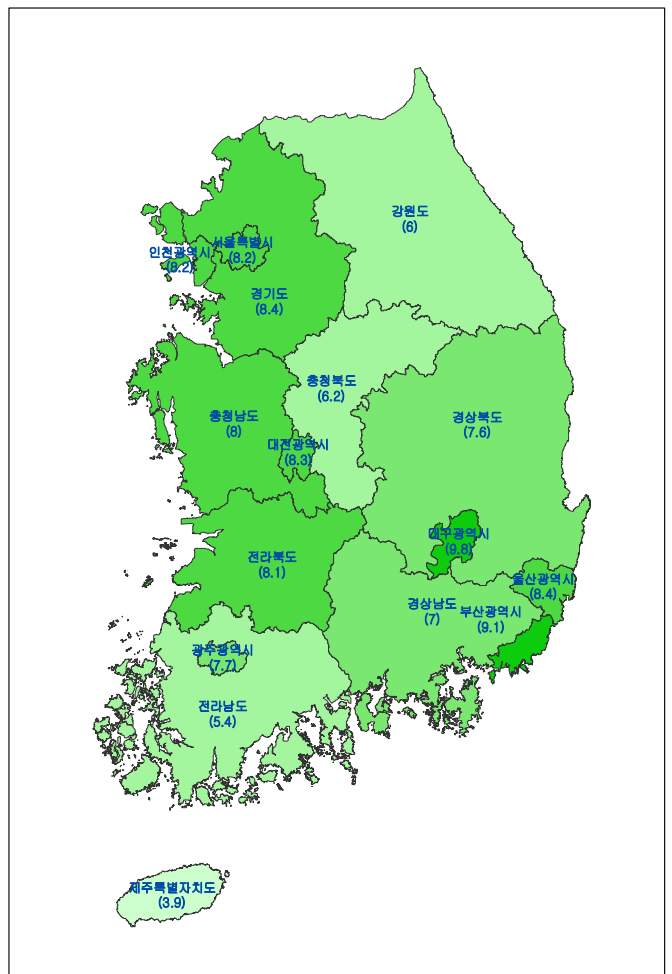 강원도
(6)
서울특별시
(8.2)
인천광역시
(8.2)
경기도
(8.4)
충청북도
(6.2)
충청남도
(8)
경상북도
(7.6)
대전광역시
(8.3)
대구광역시
(9.8)
전라북도
(8.1)
울산광역시
(8.4)
경상남도
(7)
부산광역시
(9.1)
광주광역시
(7.7)
전라남도
(5.4)
제주특별자치도
(3.9)